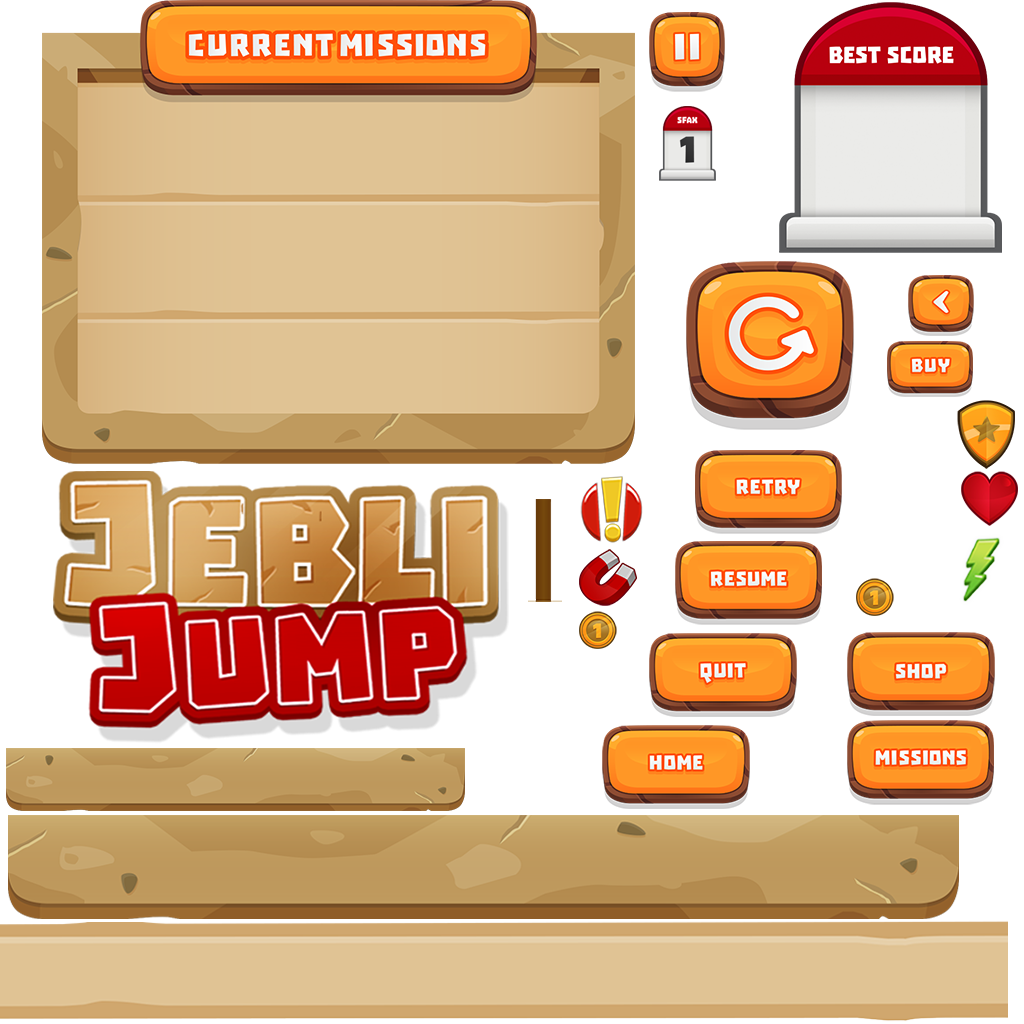 CURRENT MISSIONS
BEST SCORE
SFAX
1
BUY
RETRY
JEBLI
JUMP
RESUME
1
1
QUIT
SHOP
HOME
MISSIONS